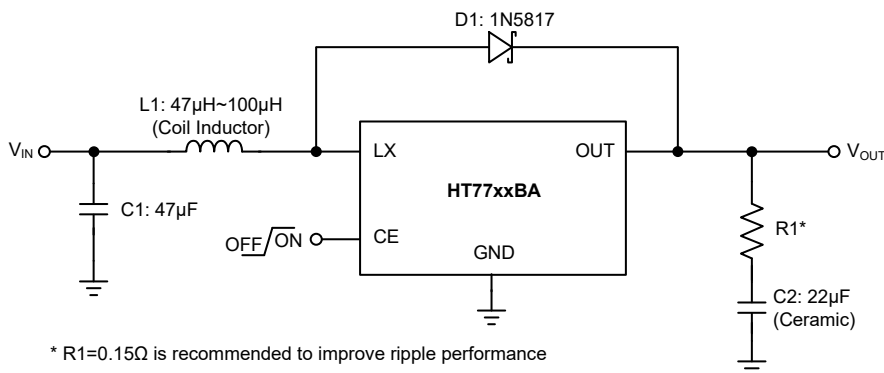 D1: 1N5817
L1: 47µH~100µH
(Coil Inductor)
VIN
LX
OUT
VOUT
HT77xxBA
C1: 47µF
R1*
OFF/ON
CE
GND
C2: 22µF
(Ceramic)
* R1=0.15Ω is recommended to improve ripple performance